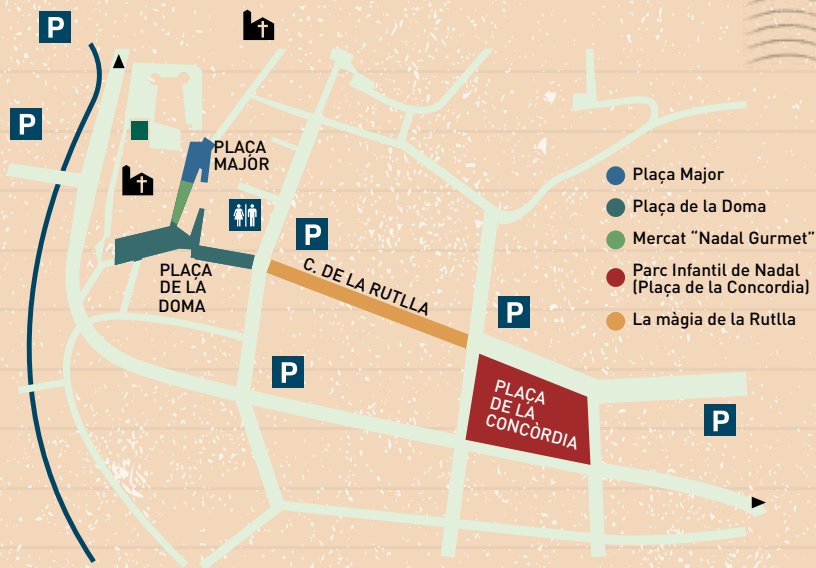 P
P
PLAÇA
MAJOR
P
PLAÇA
DE LA
DOMA
C. DE LA RUTLLA
P
P
PLAÇA
DE LA
CONCÒRDIA
P
Plaça Major
Plaça de la Doma
Mercat “Nadal Gurmet”
Parc Infantil de Nadal
(Plaça de la Concordia)
La màgia de la Rutlla